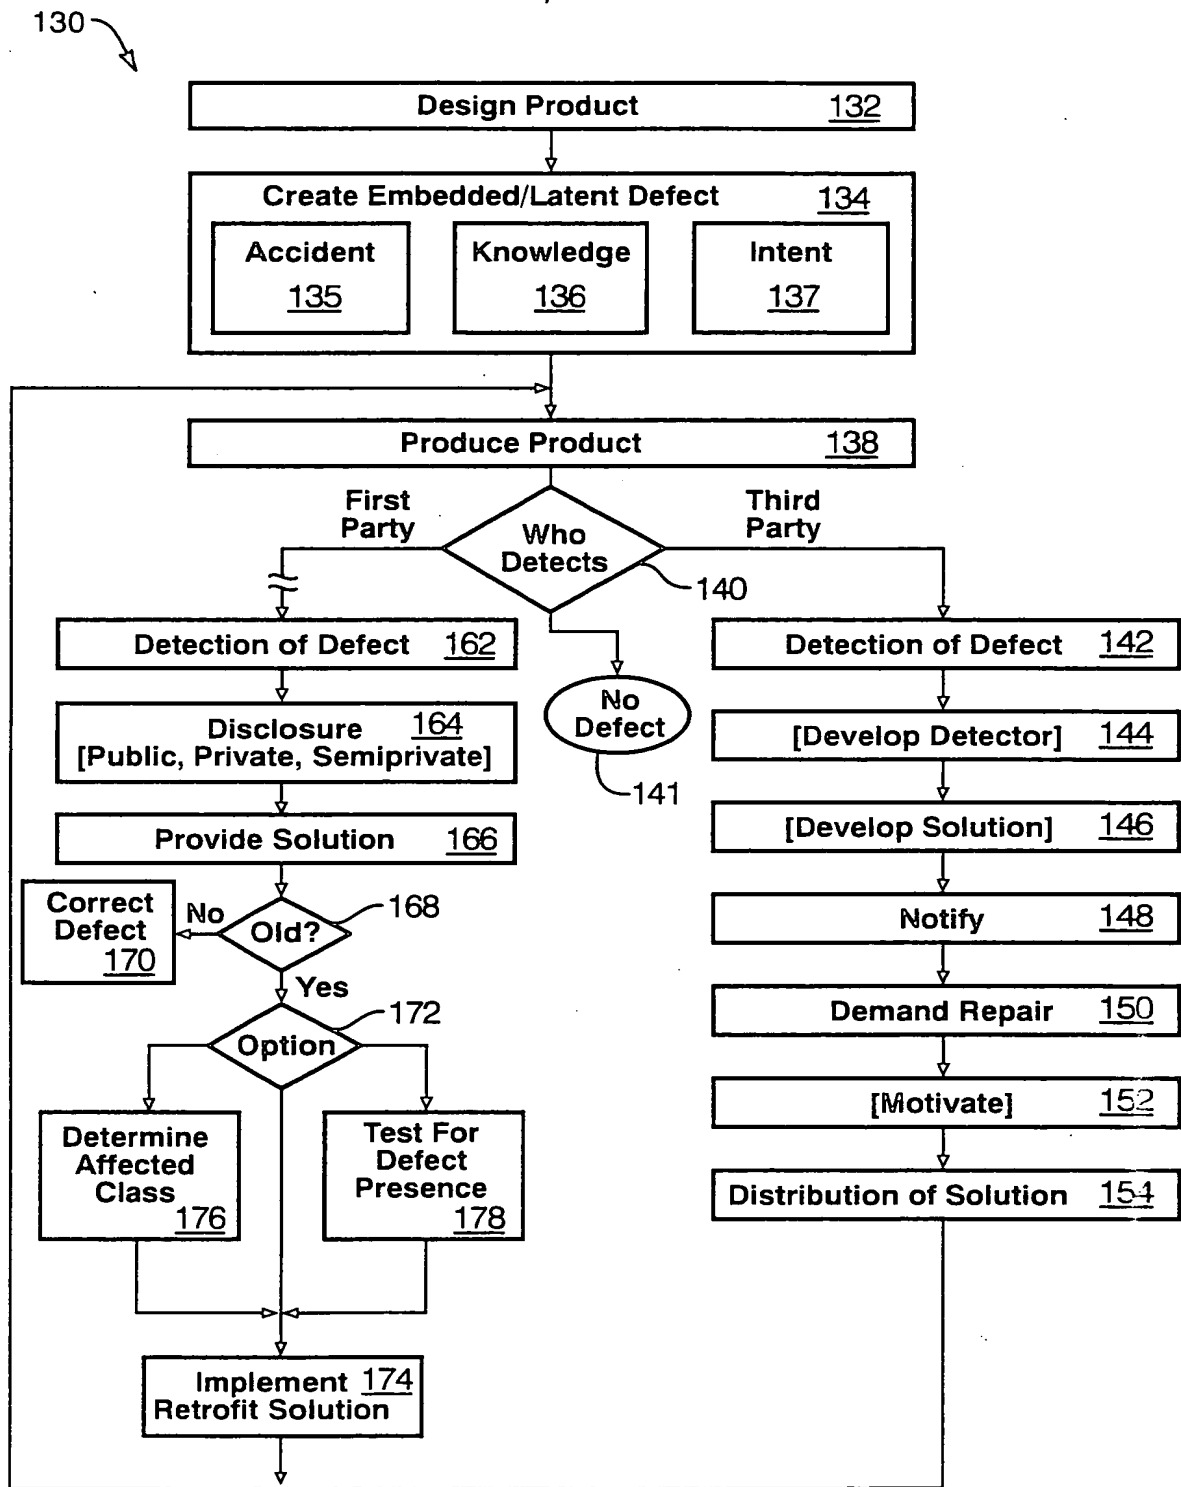 130
Design Product 132
Create Embedded/Latent Defect 134
Accident
135
Knowledge
136
Intent
137
Produce Product 138
First
Party
Third
Party
Who
Detects
140
Detection of Defect 162
Disclosure 164
[Public, Private, Semiprivate]
Provide Solution 166
No
Defect
141
Detection of Defect 142
[Develop Detector] 144
[Develop Solution] 146
Notify 148
Demand Repair 150
[Motivate] 152
Distribution of Solution 154
Correct
Defect
170
No
Old?
168
Yes
Option
172
Determine
Affected
Class
176
Test For
Defect
Presence
178
Implement 174
Retrofit Solution